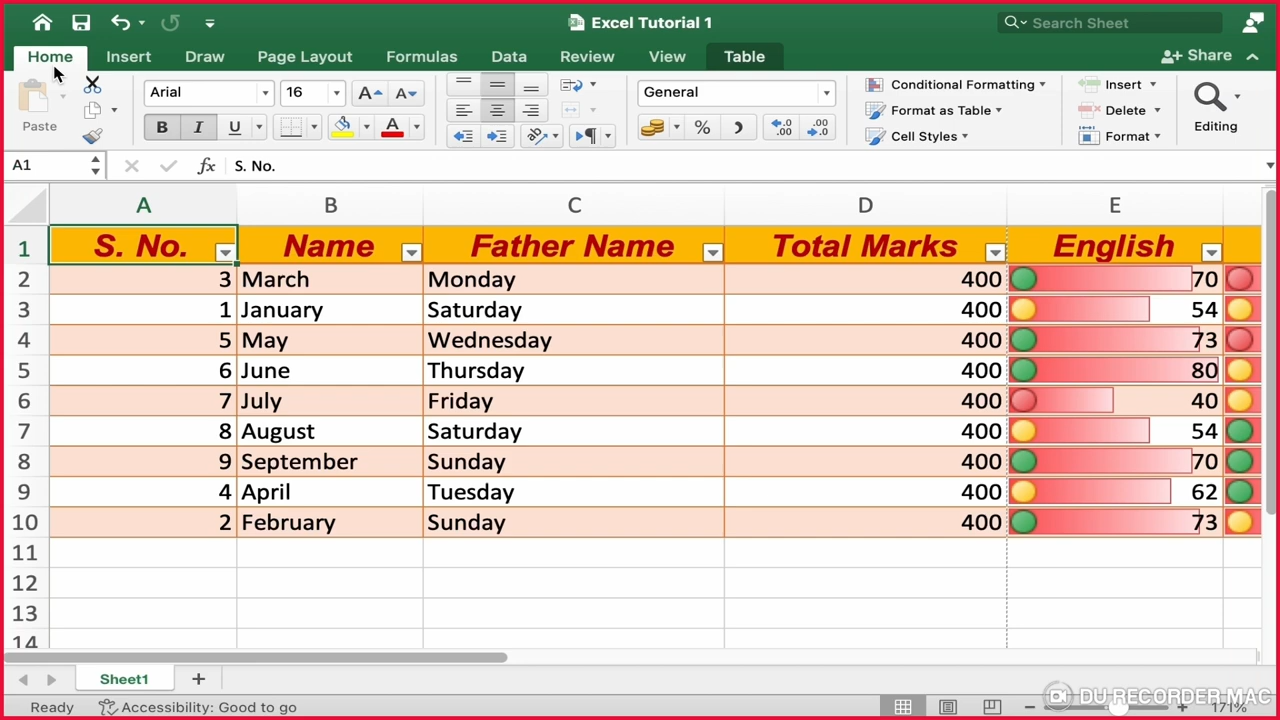 Excel Tutorial 1
Search Sheet
Home Insert Draw Page Layout Formulas Data Review View Table
Share
Paste
Arial 16
B I U A A A
General
% 
Conditional Formatting
Format as Table
Cell Styles
Insert
Delete
Format
Editing
A1 fx S. No.
A B C D E
1 S. No. Name Father Name Total Marks English
2 3 March Monday 400 70
3 1 January Saturday 400 54
4 5 May Wednesday 400 73
5 6 June Thursday 400 80
6 7 July Friday 400 40
7 8 August Saturday 400 54
8 9 September Sunday 400 70
9 4 April Tuesday 400 62
10 2 February Sunday 400 73
11
12
13
14
Sheet1 +
Ready Accessibility: Good to go
DU RECORDER MAC
171%